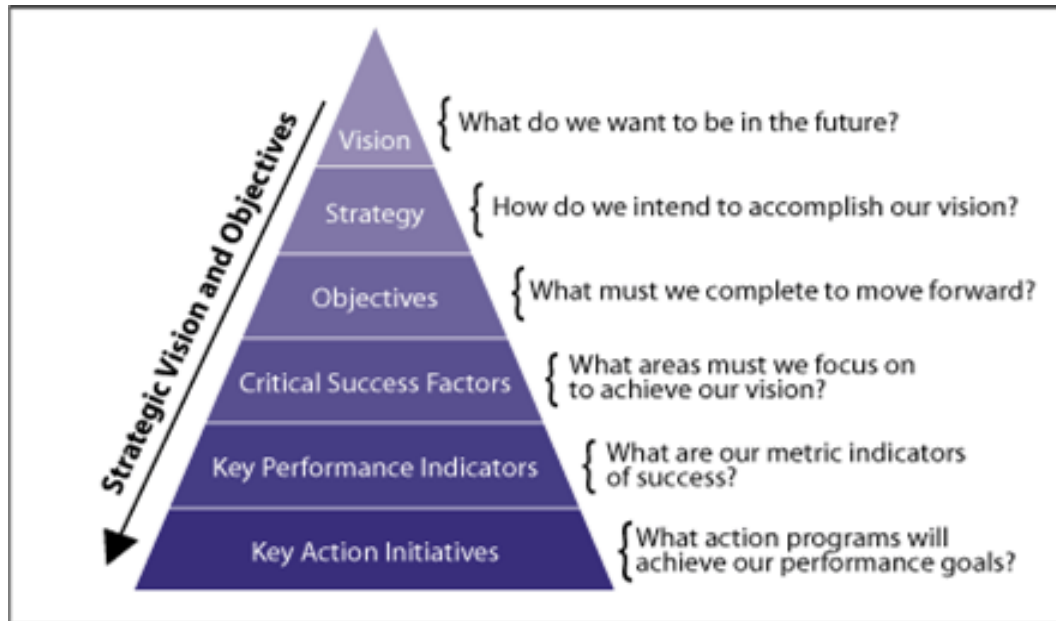 Strategic Vision and Objectives
Vision
What do we want to be in the future?
Strategy
How do we intend to accomplish our vision?
Objectives
What must we complete to move forward?
Critical Success Factors
What areas must we focus on
to achieve our vision?
Key Performance Indicators
What are our metric indicators
of success?
Key Action Initiatives
What action programs will
achieve our performance goals?